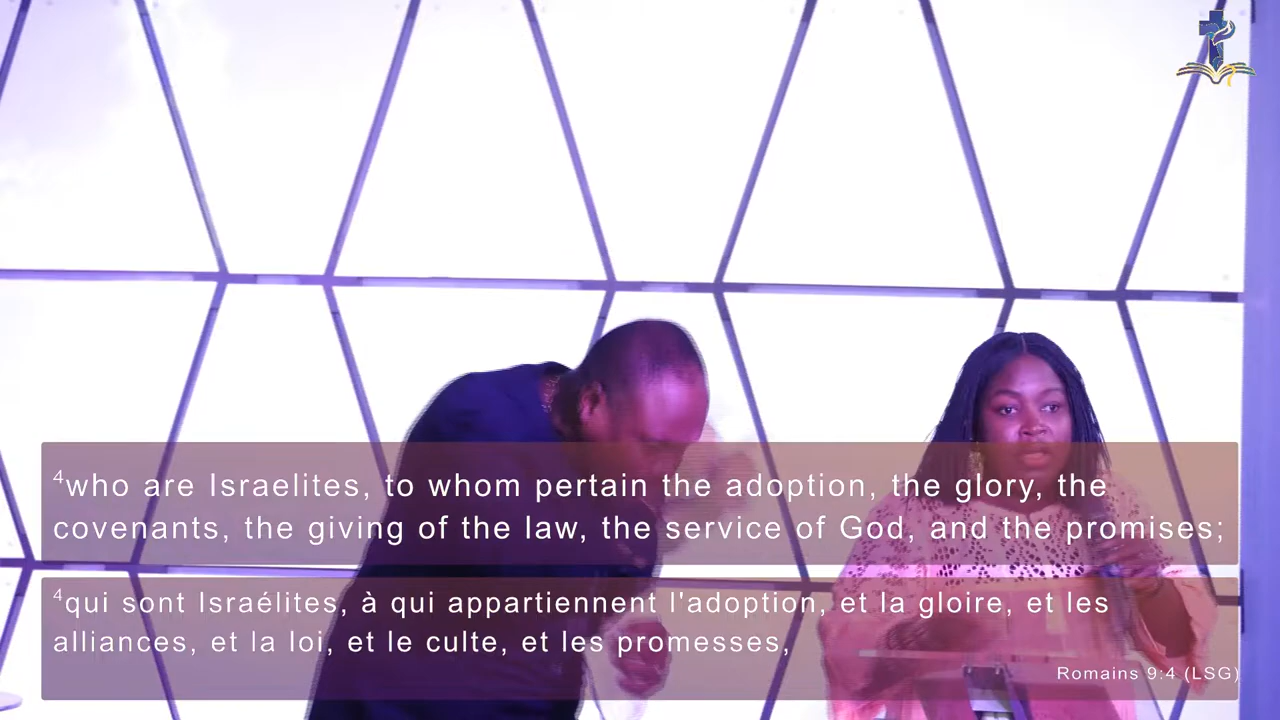 4who are Israelites, to whom pertain the adoption, the glory, the
covenants, the giving of the law, the service of God, and the promises;
4qui sont Israélites, à qui appartiennent l'adoption, et la gloire, et les
alliances, et la loi, et le culte, et les promesses,
Romains 9:4 (LSG)